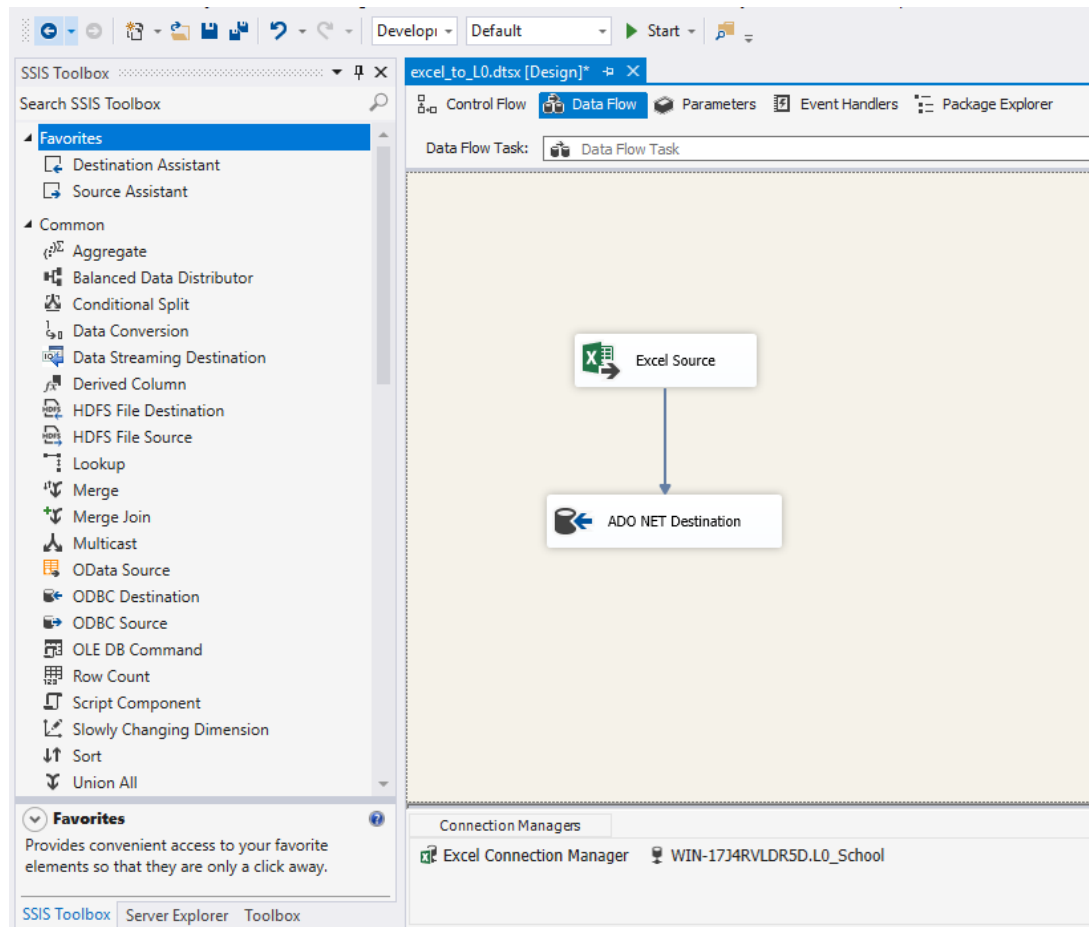 Developi Default Start
SSIS Toolbox
Search SSIS Toolbox
Favorites
Destination Assistant
Source Assistant
Common
Aggregate
Balanced Data Distributor
Conditional Split
Data Conversion
Data Streaming Destination
Derived Column
HDFS File Destination
HDFS File Source
Lookup
Merge
Merge Join
Multicast
OData Source
ODBC Destination
ODBC Source
OLE DB Command
Row Count
Script Component
Slowly Changing Dimension
Sort
Union All
Favorites
Provides convenient access to your favorite
elements so that they are only a click away.
SSIS Toolbox Server Explorer Toolbox
excel_to_L0.dtsx [Design]*
Control Flow Data Flow Parameters Event Handlers Package Explorer
Data Flow Task: Data Flow Task
Excel Source
ADO NET Destination
Connection Managers
Excel Connection Manager WIN-17J4RVLDR5D.L0_School